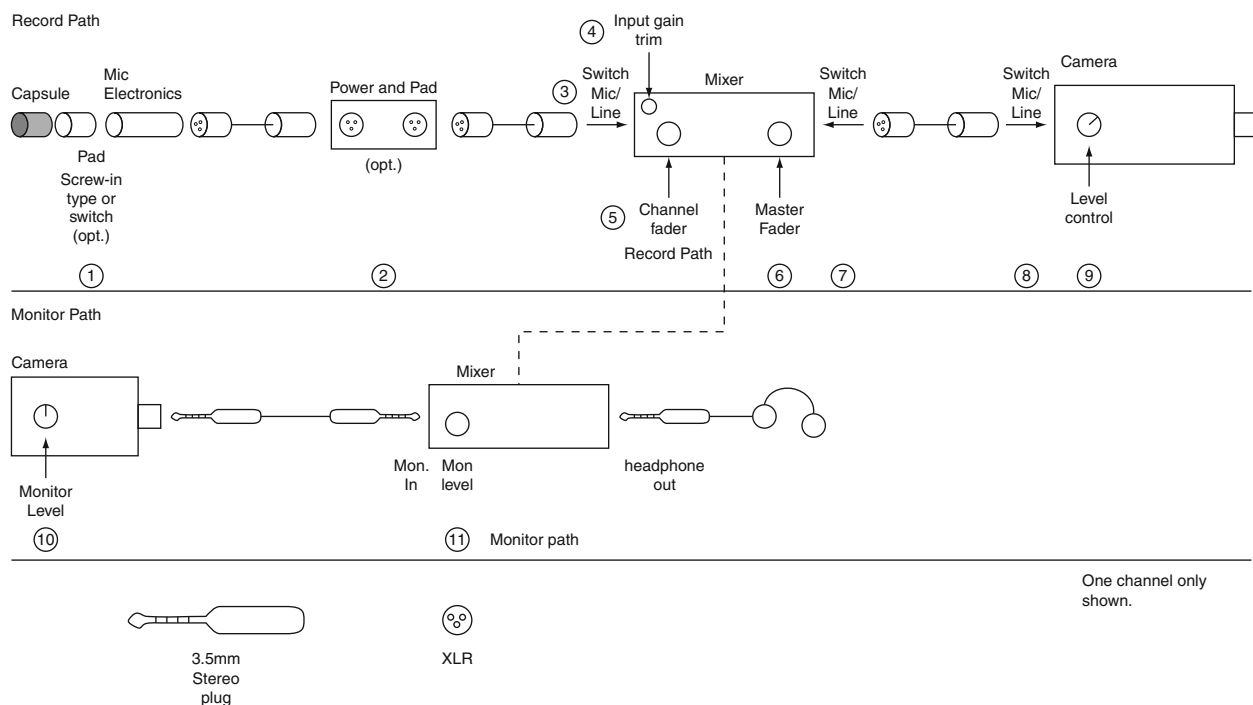 Record Path
Capsule
Pad
Screw-in
type or
switch
(opt.)
1
Mic
Electronics
Power and Pad
(opt.)
2
3
Switch
Mic/
Line
4
Input gain
trim
Mixer
5
Channel
fader
Record Path
Master
Fader
6
Switch
Mic/
Line
7
Switch
Mic/
Line
8
Camera
Level
control
9
Monitor Path
Camera
Monitor
Level
10
Mixer
Mon.
In
Mon
level
11
Monitor path
headphone
out
One channel only
shown.
3.5mm
Stereo
plug
XLR